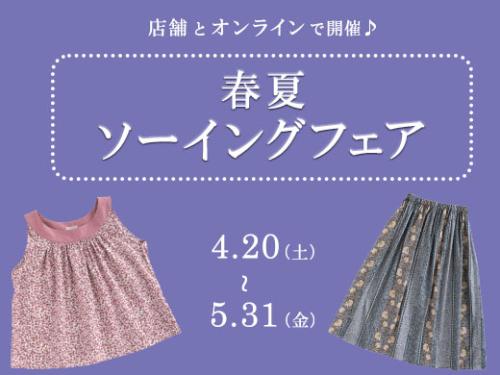 店舗とオンラインで開催♪
春夏
ソーイングフェア
4.20（土）
～
5.31（金）